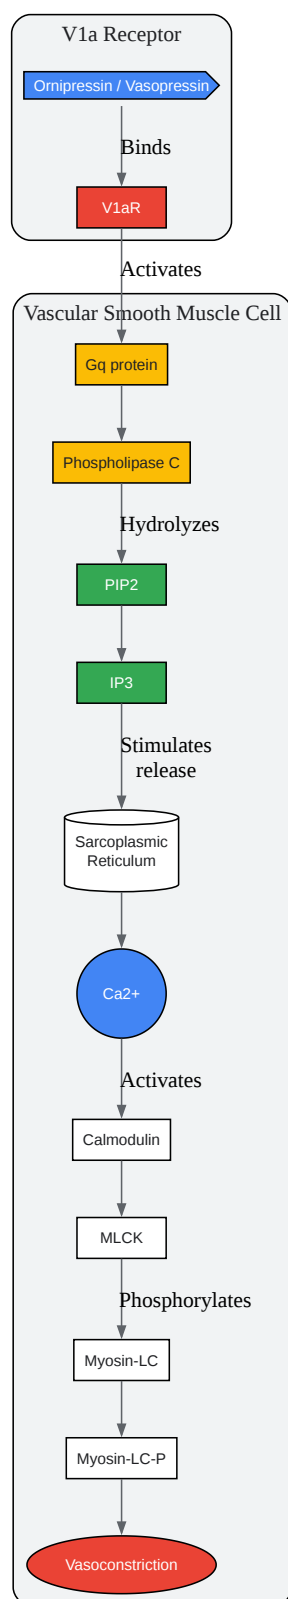 V1a Receptor
Ornipressin / Vasopressin
Binds
V1aR
Activates
Vascular Smooth Muscle Cell
Gq protein
Phospholipase C
Hydrolyzes
PIP2
IP3
Stimulates
release
Sarcoplasmic
Reticulum
Ca2+
Activates
Calmodulin
MLCK
Phosphorylates
Myosin-LC
Myosin-LC-P
Vasoconstriction